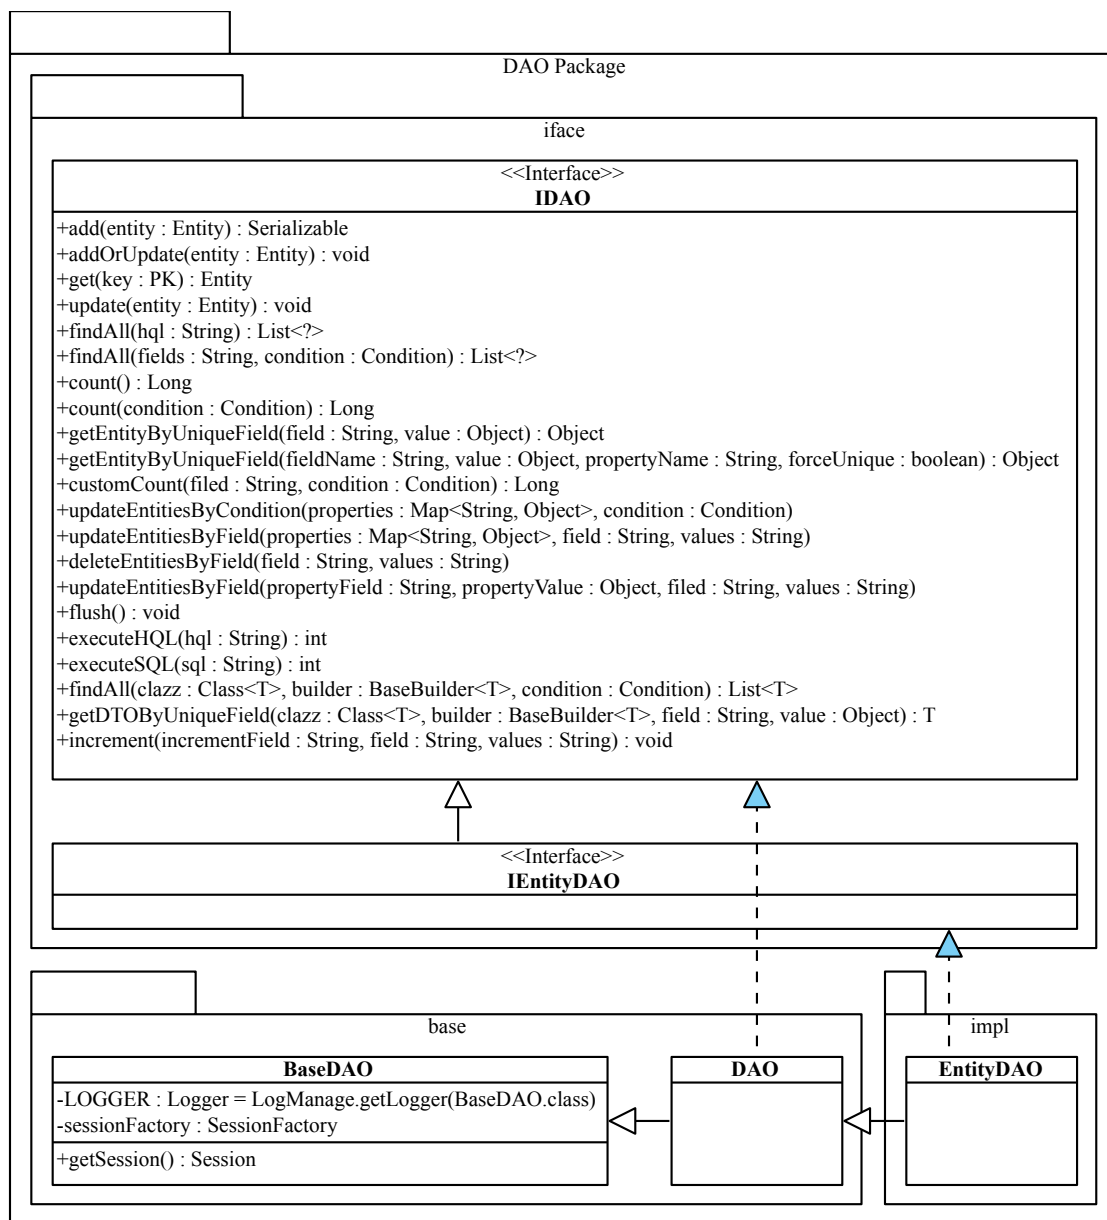 DAO Package
iface
<<Interface>>
IDAO
+add(entity : Entity) : Serializable
+addOrUpdate(entity : Entity) : void
+get(key : PK) : Entity
+update(entity : Entity) : void
+findAll(hql : String) : List<?>
+findAll(fields : String, condition : Condition) : List<?>
+count() : Long
+count(condition : Condition) : Long
+getEntityByUniqueField(field : String, value : Object) : Object
+getEntityByUniqueField(fieldName : String, value : Object, propertyName : String, forceUnique : boolean) : Object
+customCount(filed : String, condition : Condition) : Long
+updateEntitiesByCondition(properties : Map<String, Object>, condition : Condition)
+updateEntitiesByField(properties : Map<String, Object>, field : String, values : String)
+deleteEntitiesByField(field : String, values : String)
+updateEntitiesByField(propertyField : String, propertyValue : Object, filed : String, values : String)
+flush() : void
+executeHQL(hql : String) : int
+executeSQL(sql : String) : int
+findAll(clazz : Class<T>, builder : BaseBuilder<T>, condition : Condition) : List<T>
+getDTOByUniqueField(clazz : Class<T>, builder : BaseBuilder<T>, field : String, value : Object) : T
+increment(incrementField : String, field : String, values : String) : void
<<Interface>>
IEntityDAO
base
BaseDAO
-LOGGER : Logger = LogManage.getLogger(BaseDAO.class)
-sessionFactory : SessionFactory
+getSession() : Session
DAO
impl
EntityDAO